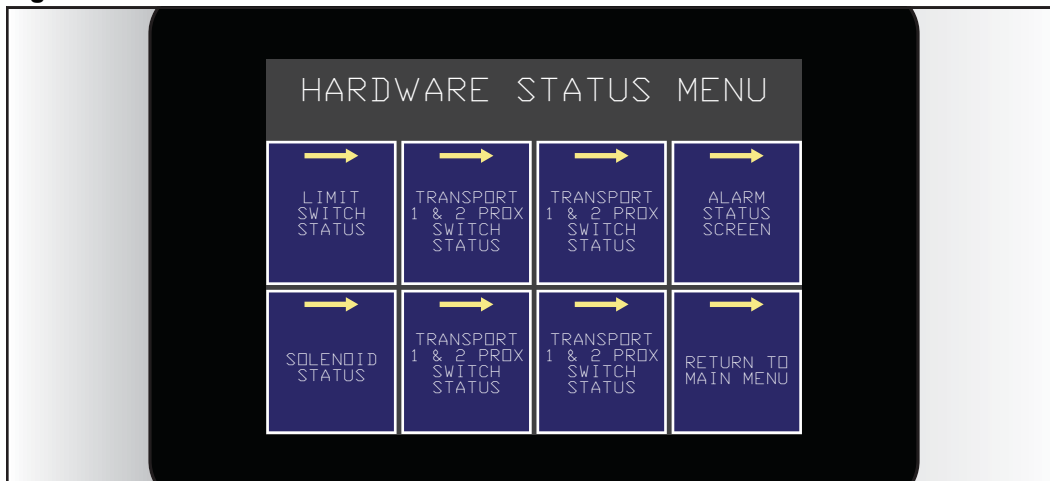 HARDWARE STATUS MENU
LIMIT
SWITCH
STATUS
TRANSPORT
1 & 2 PROX
SWITCH
STATUS
TRANSPORT
1 & 2 PROX
SWITCH
STATUS
ALARM
STATUS
SCREEN
SOLENOID
STATUS
TRANSPORT
1 & 2 PROX
SWITCH
STATUS
TRANSPORT
1 & 2 PROX
SWITCH
STATUS
RETURN TO
MAIN MENU